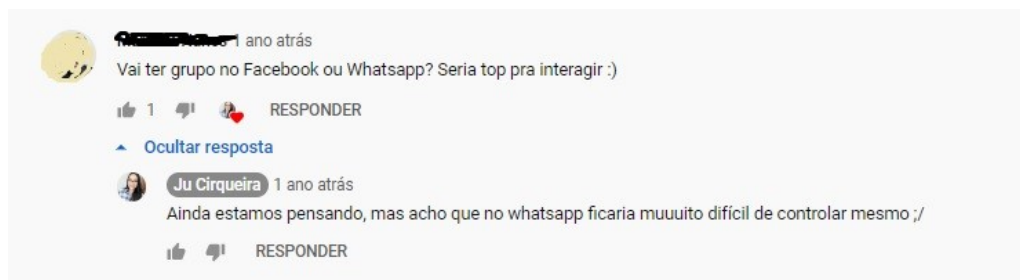 1 ano atrás
Vai ter grupo no Facebook ou Whatsapp? Seria top pra interagir :)
1 RESPONDER
Ocultar resposta
Ju Cirqueira 1 ano atrás
Ainda estamos pensando, mas acho que no whatsapp ficaria muuuito difícil de controlar mesmo ;/
RESPONDER